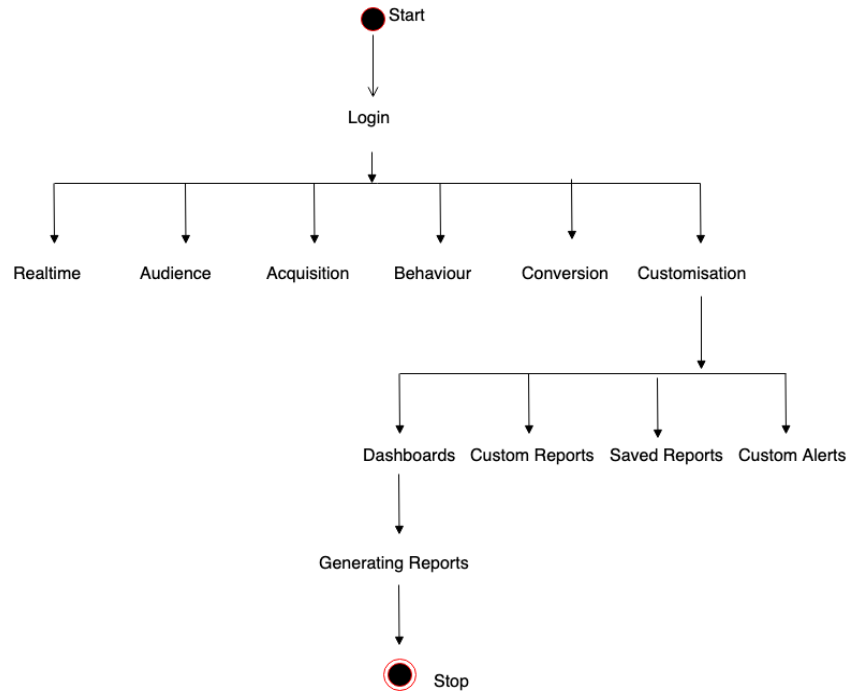 Start
Login
Realtime Audience Acquisition Behaviour Conversion Customisation
Dashboards Custom Reports Saved Reports Custom Alerts
Generating Reports
Stop